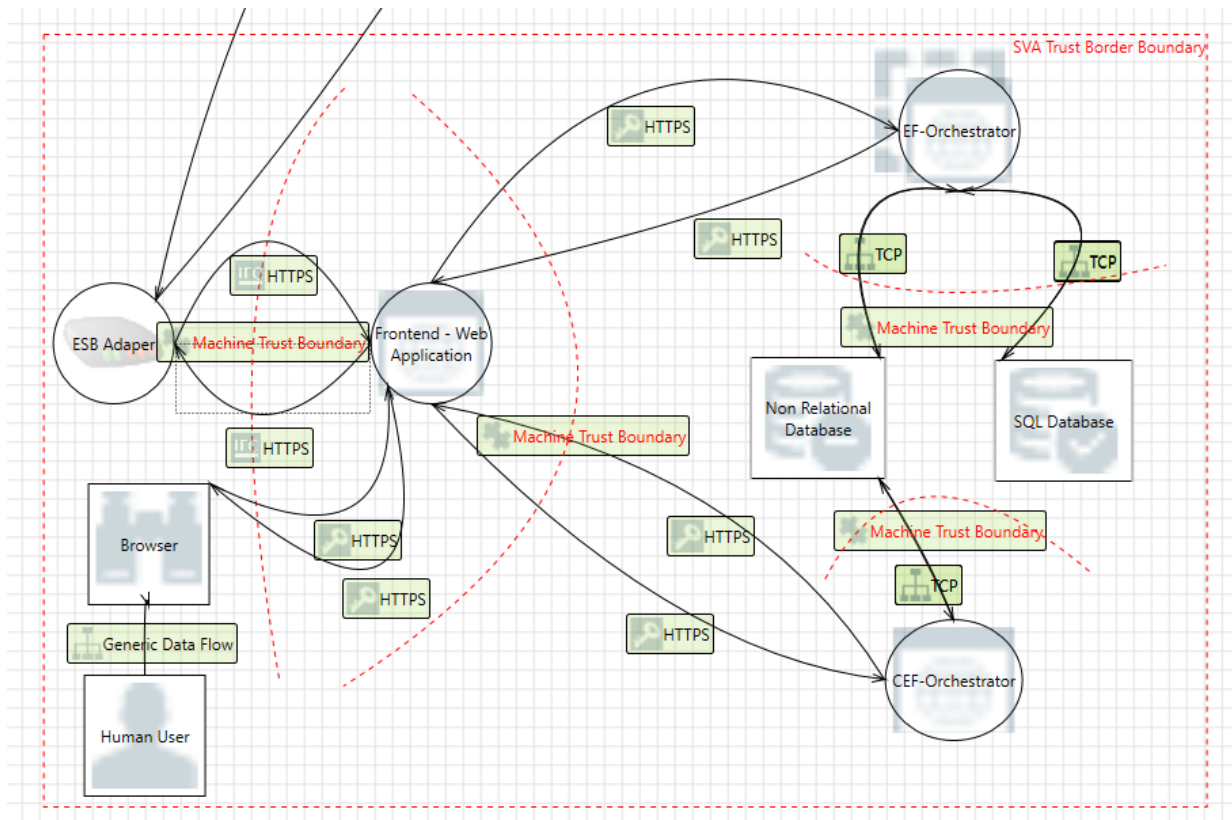 SVA Trust Border Boundary
HTTPS
EF-Orchestrator
HTTPS
TCP
TCP
HTTPS
ESB Adaper
Machine Trust Boundary
Frontend - Web
Application
Machine Trust Boundary
Non Relational
Database
SQL Database
HTTPS
Machine Trust Boundary
Browser
HTTPS
HTTPS
Machine Trust Boundary
HTTPS
TCP
HTTPS
Generic Data Flow
HTTPS
CEF-Orchestrator
Human User